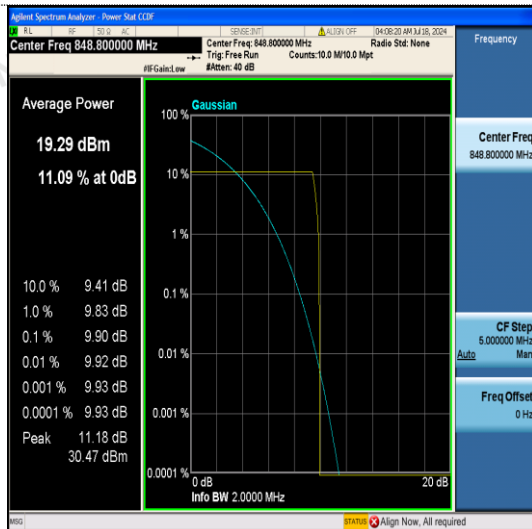 Agilent Spectrum Analyzer - Power Stat CCDF
RL RF 50 Ω AC SENSE:INT ALIGN OFF 04:08:20 AM Jul 18, 2024
Center Freq 848.800000 MHz
Center Freq: 848.800000 MHz Radio Std: None
Trig: Free Run Counts:10.0 M/10.0 Mpt
#IFGain:Low #Atten: 40 dB
Frequency
Average Power
19.29 dBm
11.09 % at 0dB
10.0 % 9.41 dB
1.0 % 9.83 dB
0.1 % 9.90 dB
0.01 % 9.92 dB
0.001 % 9.93 dB
0.0001 % 9.93 dB
Peak 11.18 dB
30.47 dBm
Gaussian
100 %
10 %
1 %
0.1 %
0.01 %
0.001 %
0.0001 %
0 dB 20 dB
Info BW 2.0000 MHz
Center Freq
848.800000 MHz
CF Step
5.000000 MHz
Auto Man
Freq Offset
0 Hz
MSG STATUS Align Now, All required